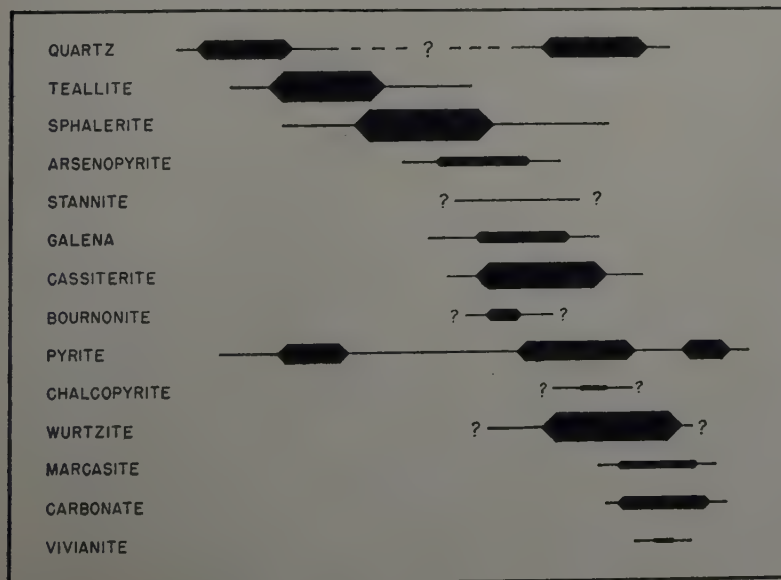 QUARTZ ?
TEALLITE
SPHALERITE
ARSENOPYRITE
STANNITE ? ?
GALENA
CASSITERITE
BOURNONITE ? ?
PYRITE
CHALCOPYRITE ? ?
WURTZITE ? ?
MARCASITE
CARBONATE
VIVIANITE